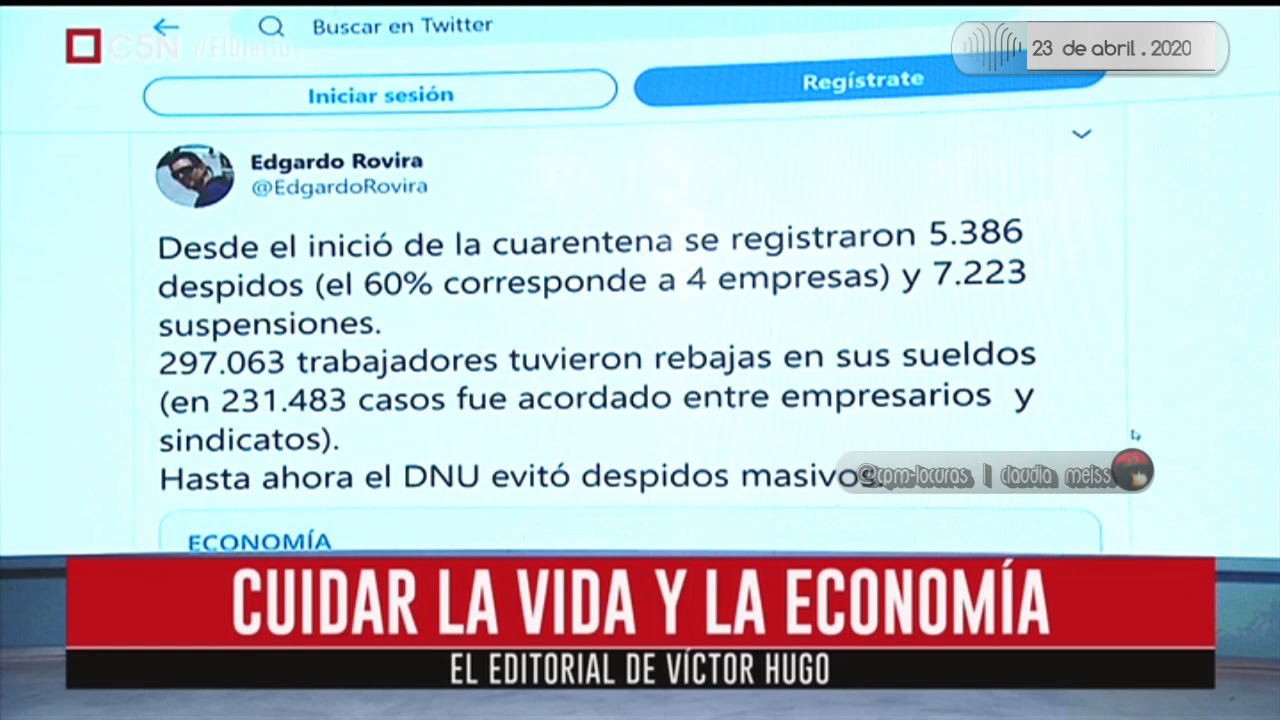 Buscar en Twitter
C5N
23 de abril . 2020
Iniciar sesión
Regístrate
Edgardo Rovira
@EdgardoRovira
Desde el inició de la cuarentena se registraron 5.386
despidos (el 60% corresponde a 4 empresas) y 7.223
suspensiones.
297.063 trabajadores tuvieron rebajas en sus sueldos
(en 231.483 casos fue acordado entre empresarios y
sindicatos).
Hasta ahora el DNU evitó despidos masivos.
@cpm-locuras | claudia meiss
ECONOMÍA
CUIDAR LA VIDA Y LA ECONOMÍA
EL EDITORIAL DE VÍCTOR HUGO